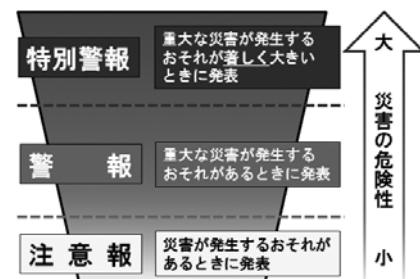 特別警報
重大な災害が発生する
おそれが著しく大きい
ときに発表
警報
重大な災害が発生する
おそれがあるときに発表
注意報
災害が発生するおそれが
あるときに発表
大
災害の危険性
小